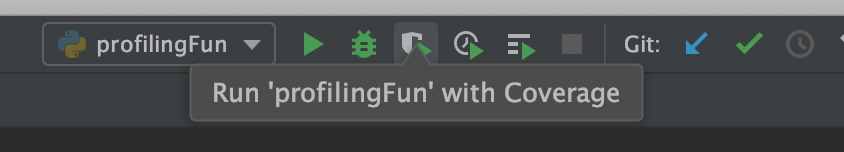 profilingFun Git:
Run 'profilingFun' with Coverage